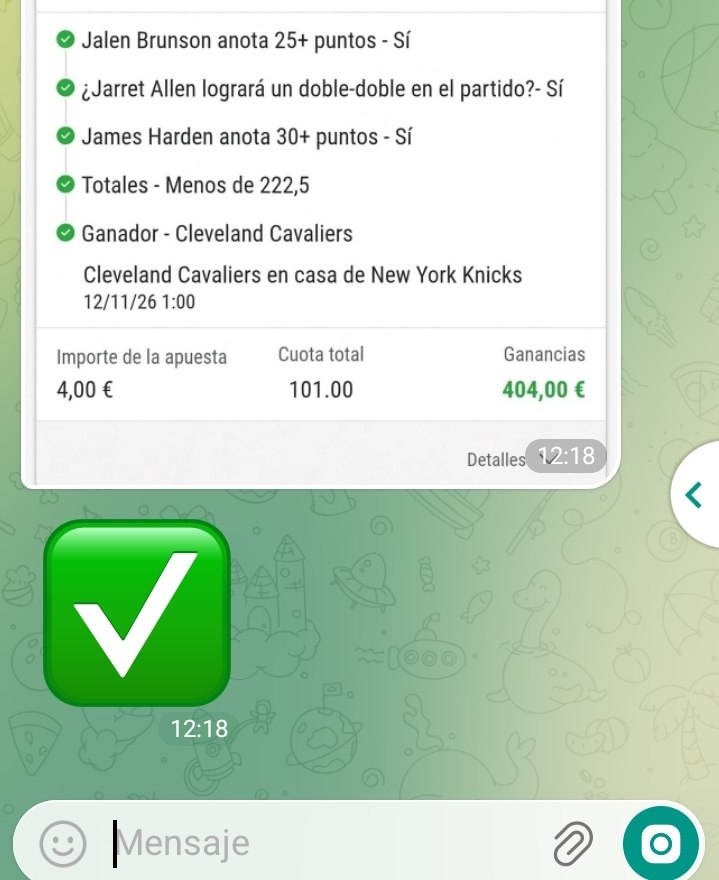 Jalen Brunson anota 25+ puntos - Sí
¿Jarret Allen logrará un doble-doble en el partido?- Sí
James Harden anota 30+ puntos - Sí
Totales - Menos de 222,5
Ganador - Cleveland Cavaliers
Cleveland Cavaliers en casa de New York Knicks
12/11/26 1:00
Importe de la apuesta Cuota total Ganancias
4,00 € 101.00 404,00 €
Detalles 12:18
12:18
Mensaje